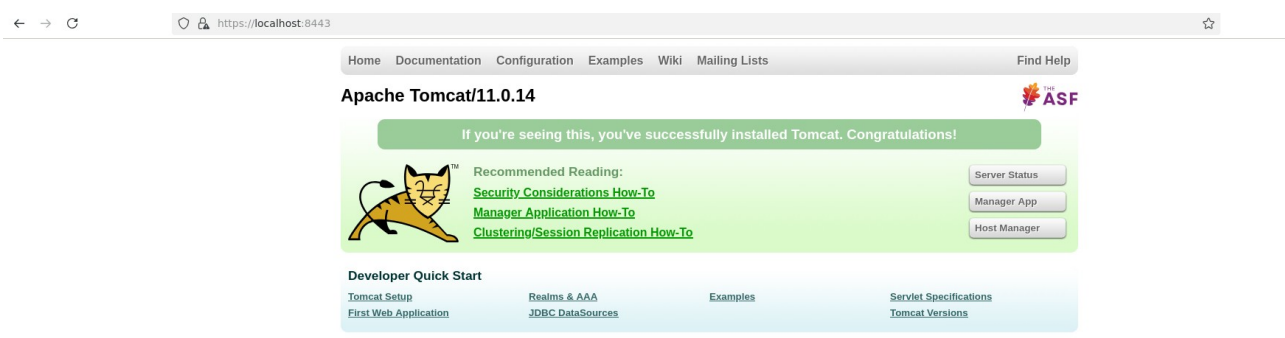 https://localhost:8443
Home Documentation Configuration Examples Wiki Mailing Lists Find Help
Apache Tomcat/11.0.14
THE
ASF
If you're seeing this, you've successfully installed Tomcat. Congratulations!
TM
Recommended Reading:
Security Considerations How-To
Manager Application How-To
Clustering/Session Replication How-To
Server Status
Manager App
Host Manager
Developer Quick Start
Tomcat Setup Realms & AAA Examples Servlet Specifications
First Web Application JDBC DataSources Tomcat Versions